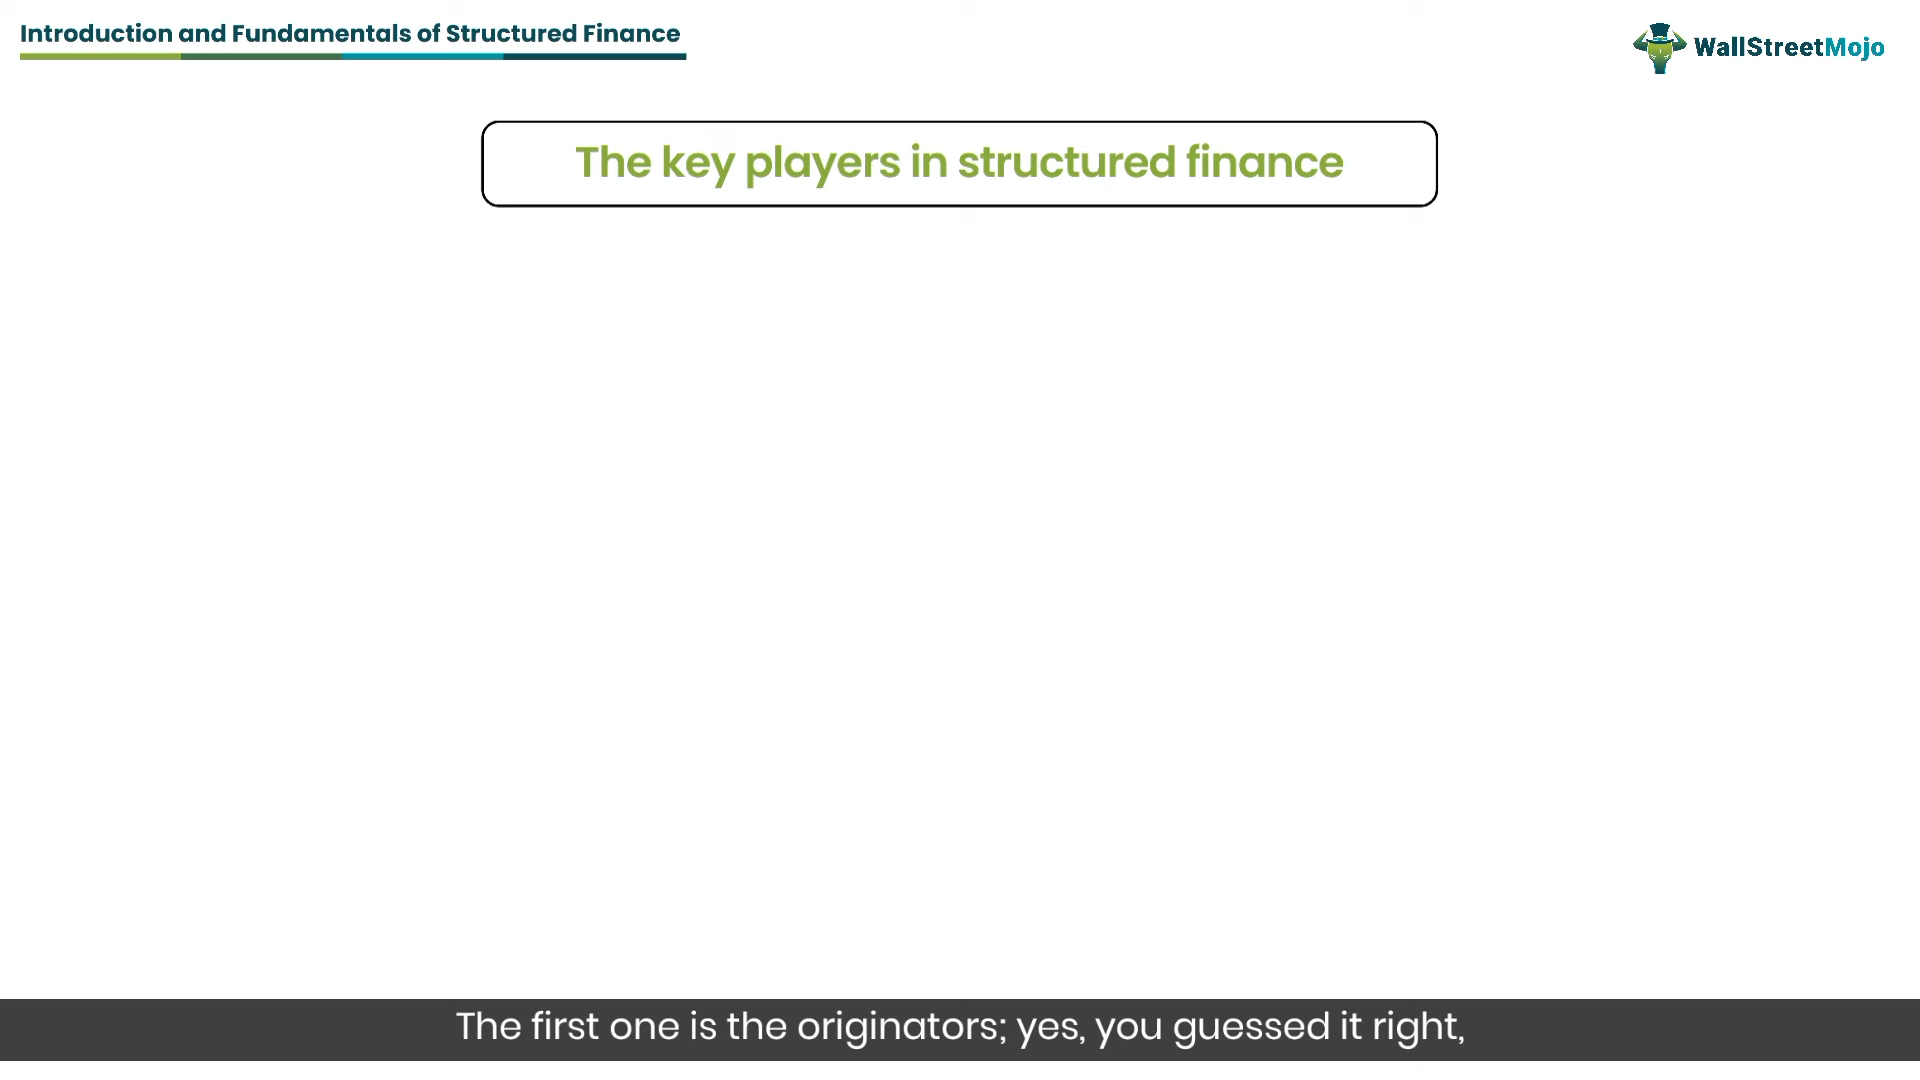 Introduction and Fundamentals of Structured Finance
WallStreetMojo
The key players in structured finance
The first one is the originators; yes, you guessed it right,